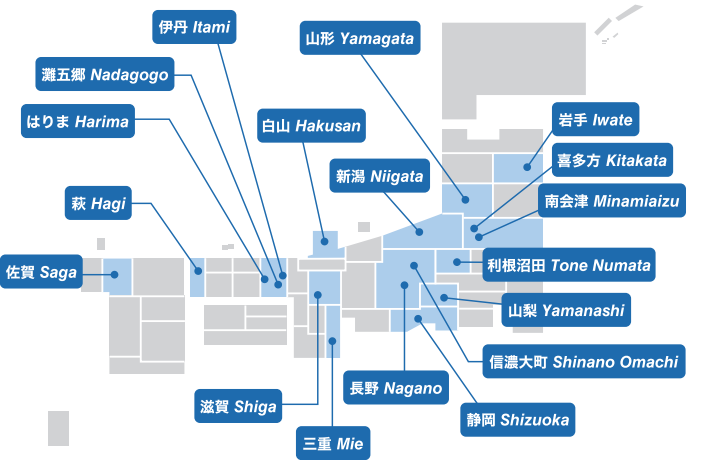 伊丹 Itami
山形 Yamagata
灘五郷 Nadagogo
はりま Harima
白山 Hakusan
岩手 Iwate
喜多方 Kitakata
新潟 Niigata
萩 Hagi
南会津 Minamiaizu
佐賀 Saga
利根沼田 Tone Numata
山梨 Yamanashi
信濃大町 Shinano Omachi
長野 Nagano
滋賀 Shiga
静岡 Shizuoka
三重 Mie